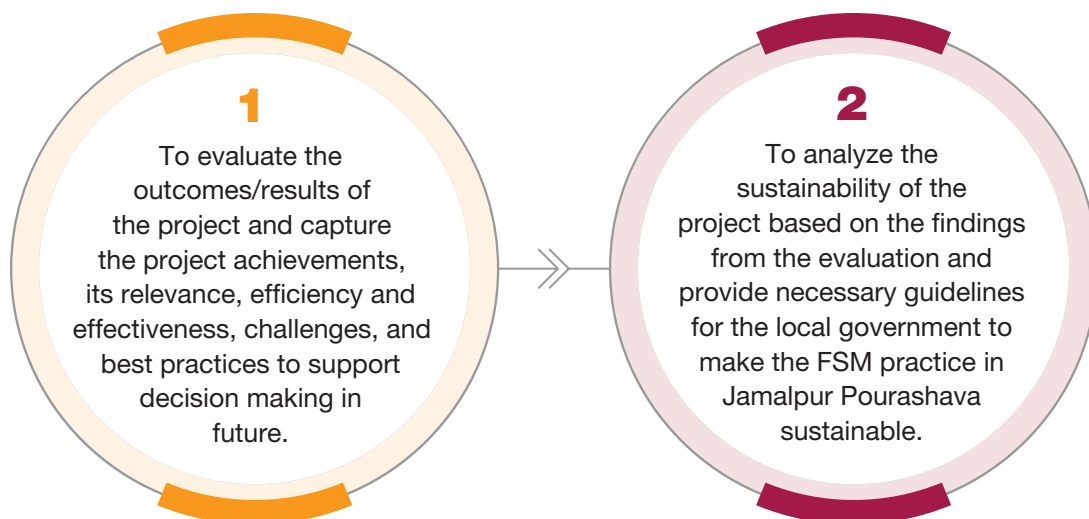 1
To evaluate the
outcomes/results of
the project and capture
the project achievements,
its relevance, efficiency and
effectiveness, challenges, and
best practices to support
decision making in
future.
2
To analyze the
sustainability of the
project based on the findings
from the evaluation and
provide necessary guidelines
for the local government to
make the FSM practice in
Jamalpur Pourashava
sustainable.